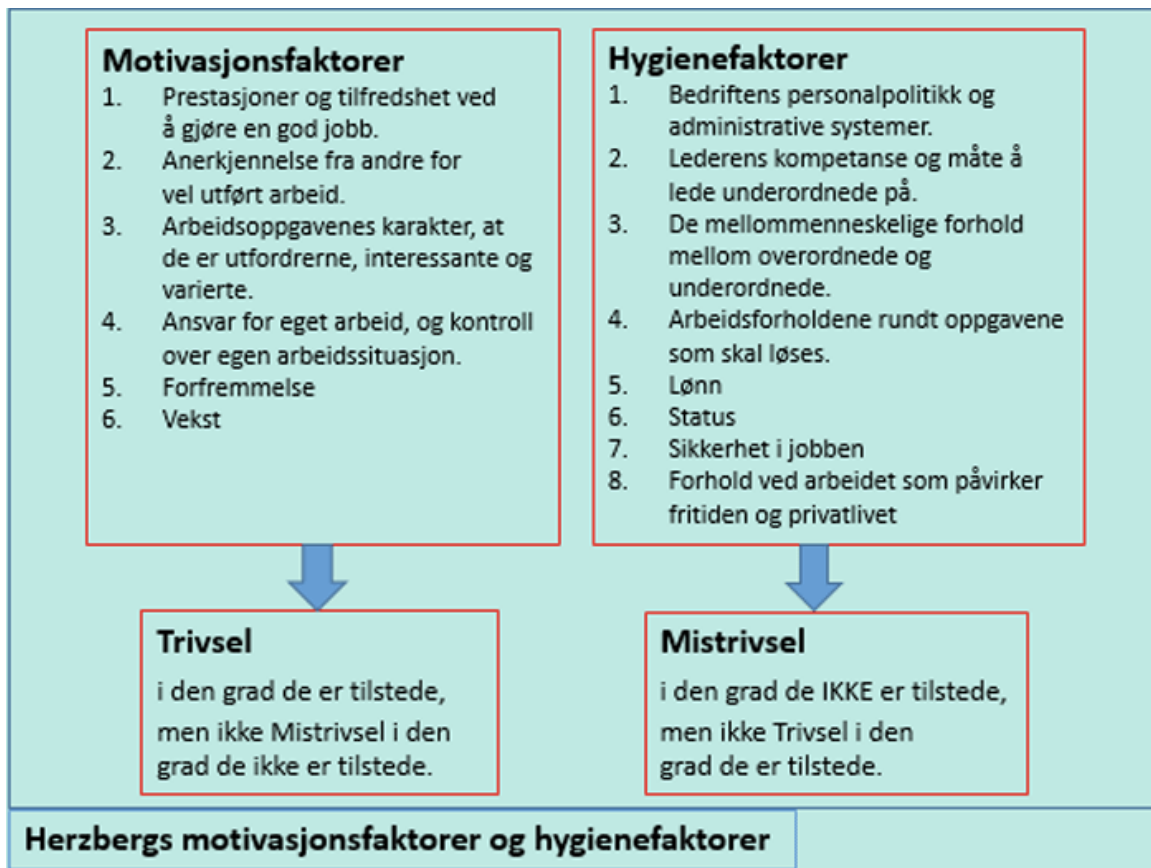 Motivasjonsfaktorer
1. Prestasjoner og tilfredshet ved
å gjøre en god jobb.
2. Anerkjennelse fra andre for
vel utført arbeid.
3. Arbeidsoppgavenes karakter, at
de er utfordrerne, interessante og
varierte.
4. Ansvar for eget arbeid, og kontroll
over egen arbeidssituasjon.
5. Forfremmelse
6. Vekst
Hygienefaktorer
1. Bedriftens personalpolitikk og
administrative systemer.
2. Lederens kompetanse og måte å
lede underordnede på.
3. De mellommenneskelige forhold
mellom overordnede og
underordnede.
4. Arbeidsforholdene rundt oppgavene
som skal løses.
5. Lønn
6. Status
7. Sikkerhet i jobben
8. Forhold ved arbeidet som påvirker
fritiden og privatlivet
Trivsel
i den grad de er tilstede,
men ikke Mistrivsel i den
grad de ikke er tilstede.
Mistrivsel
i den grad de IKKE er tilstede,
men ikke Trivsel i den
grad de er tilstede.
Herzbergs motivasjonsfaktorer og hygienefaktorer